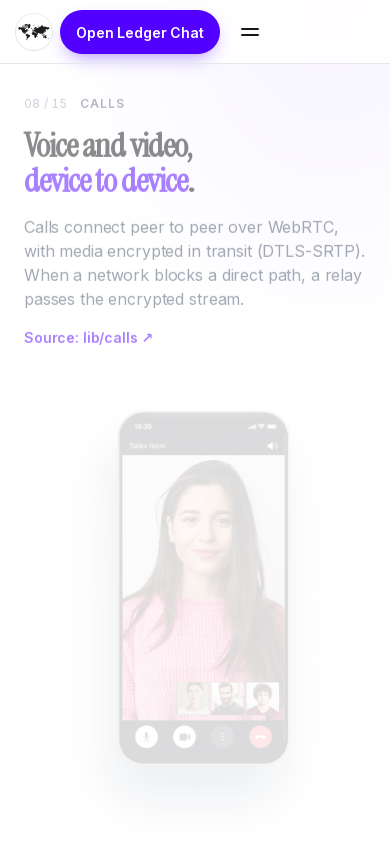 Open Ledger Chat
08 / 15 CALLS
Voice and video,
device to device.
Calls connect peer to peer over WebRTC,
with media encrypted in transit (DTLS-SRTP).
When a network blocks a direct path, a relay
passes the encrypted stream.
Source: lib/calls ↗
16:20
Sales team